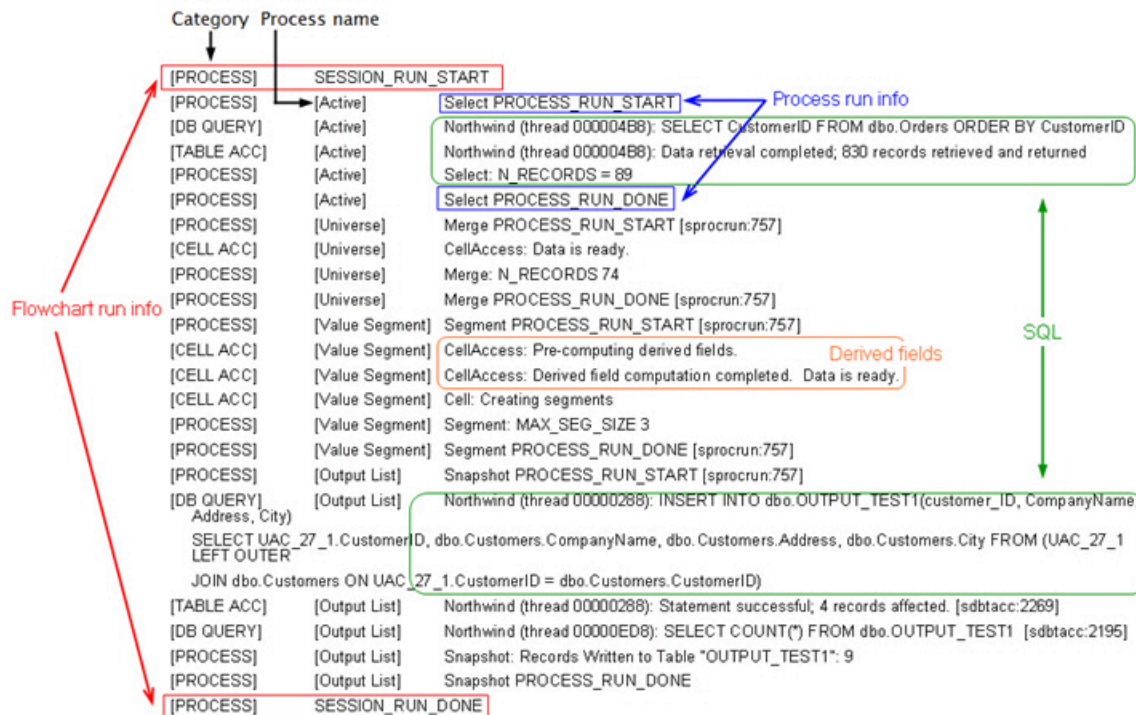 Category Process name
[PROCESS] SESSION_RUN_START
[PROCESS] [Active] Select PROCESS_RUN_START
Process run info
[DB QUERY] [Active] Northwind (thread 000004B8): SELECT CustomerID FROM dbo.Orders ORDER BY CustomerID
[TABLE ACC] [Active] Northwind (thread 000004B8): Data retrieval completed; 830 records retrieved and returned
[PROCESS] [Active] Select: N_RECORDS = 89
[PROCESS] [Active] Select PROCESS_RUN_DONE
[PROCESS] [Universe] Merge PROCESS_RUN_START [sprocrun:757]
[CELL ACC] [Universe] CellAccess: Data is ready.
[PROCESS] [Universe] Merge: N_RECORDS 74
[PROCESS] [Universe] Merge PROCESS_RUN_DONE [sprocrun:757]
Flowchart run info
[PROCESS] [Value Segment] Segment PROCESS_RUN_START [sprocrun:757]
SQL
[CELL ACC] [Value Segment] CellAccess: Pre-computing derived fields.
Derived fields
[CELL ACC] [Value Segment] CellAccess: Derived field computation completed. Data is ready.
[CELL ACC] [Value Segment] Cell: Creating segments
[PROCESS] [Value Segment] Segment: MAX_SEG_SIZE 3
[PROCESS] [Value Segment] Segment PROCESS_RUN_DONE [sprocrun:757]
[PROCESS] [Output List] Snapshot PROCESS_RUN_START [sprocrun:757]
[DB QUERY] [Output List] Northwind (thread 00000288): INSERT INTO dbo.OUTPUT_TEST1(customer_ID, CompanyName
Address, City)
SELECT UAC_27_1.CustomerID, dbo.Customers.CompanyName, dbo.Customers.Address, dbo.Customers.City FROM (UAC_27_1
LEFT OUTER
JOIN dbo.Customers ON UAC_27_1.CustomerID = dbo.Customers.CustomerID)
[TABLE ACC] [Output List] Northwind (thread 00000288): Statement successful; 4 records affected. [sdbtacc:2269]
[DB QUERY] [Output List] Northwind (thread 00000ED8): SELECT COUNT(*) FROM dbo.OUTPUT_TEST1 [sdbtacc:2195]
[PROCESS] [Output List] Snapshot: Records Written to Table "OUTPUT_TEST1": 9
[PROCESS] [Output List] Snapshot PROCESS_RUN_DONE
[PROCESS] SESSION_RUN_DONE